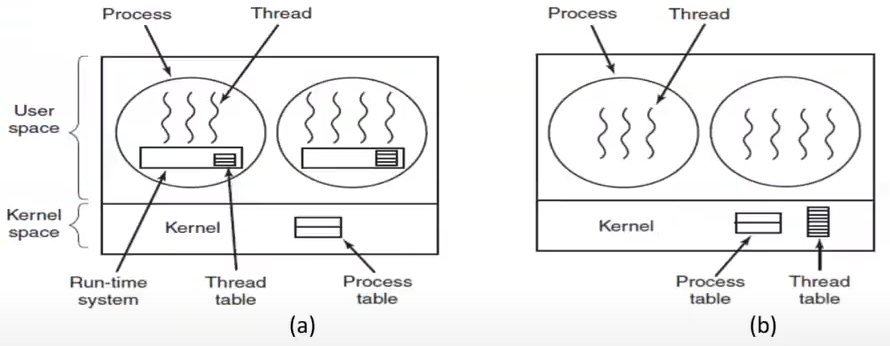 Process
Thread
User
space
Kernel
space
Kernel
Run-time
system
Thread
table
Process
table
(a)
Process
Thread
Kernel
Process
table
Thread
table
(b)